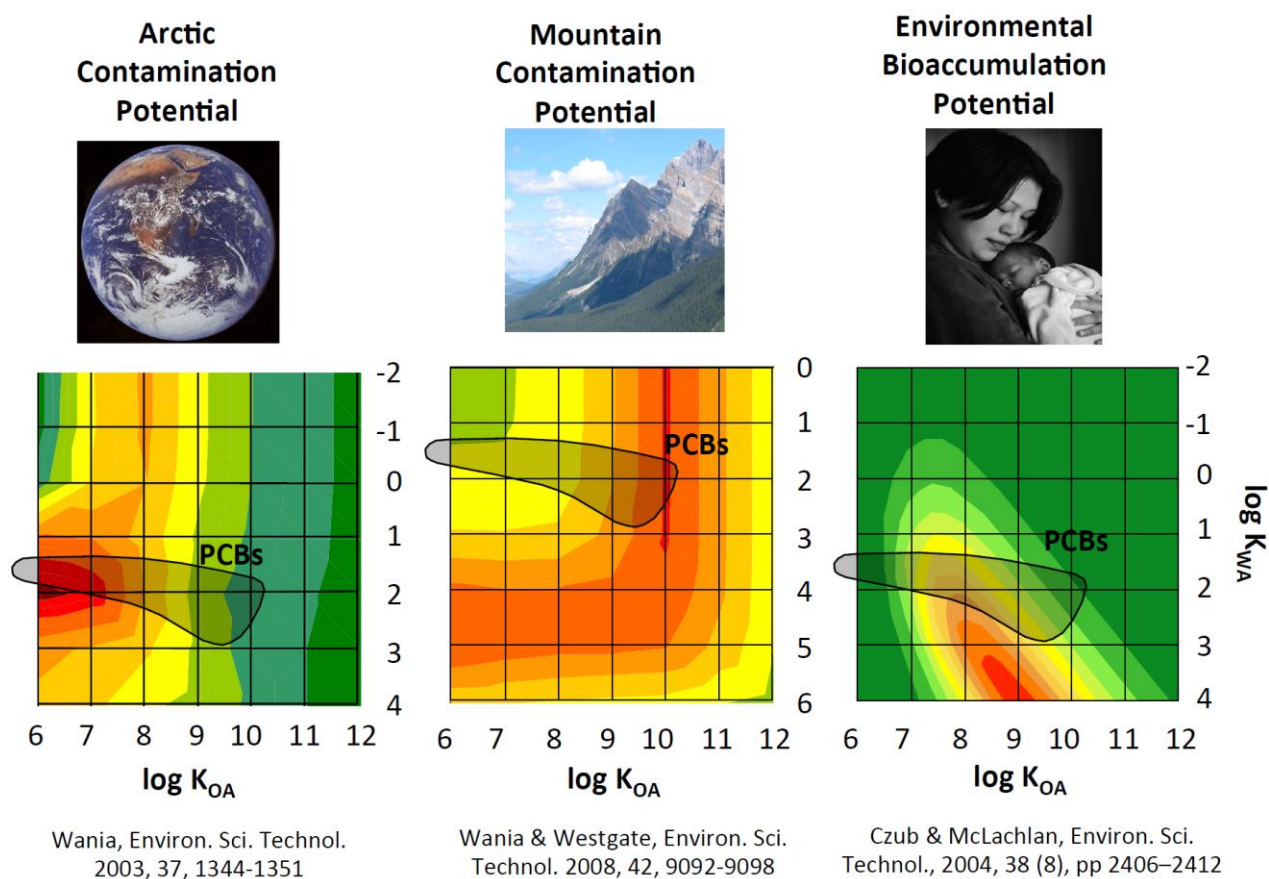 Arctic
Contamination
Potential
Mountain
Contamination
Potential
Environmental
Bioaccumulation
Potential
-2
-1
0
1
2
3
4
PCBs
6 7 8 9 10 11 12
log K_OA
0
1
2
3
4
5
6
PCBs
6 7 8 9 10 11 12
log K_OA
-2
-1
0
1
2
3
4
log K_WA
PCBs
6 7 8 9 10 11 12
log K_OA
Wania, Environ. Sci. Technol.
2003, 37, 1344-1351
Wania & Westgate, Environ. Sci.
Technol. 2008, 42, 9092-9098
Czub & McLachlan, Environ. Sci.
Technol., 2004, 38 (8), pp 2406–2412